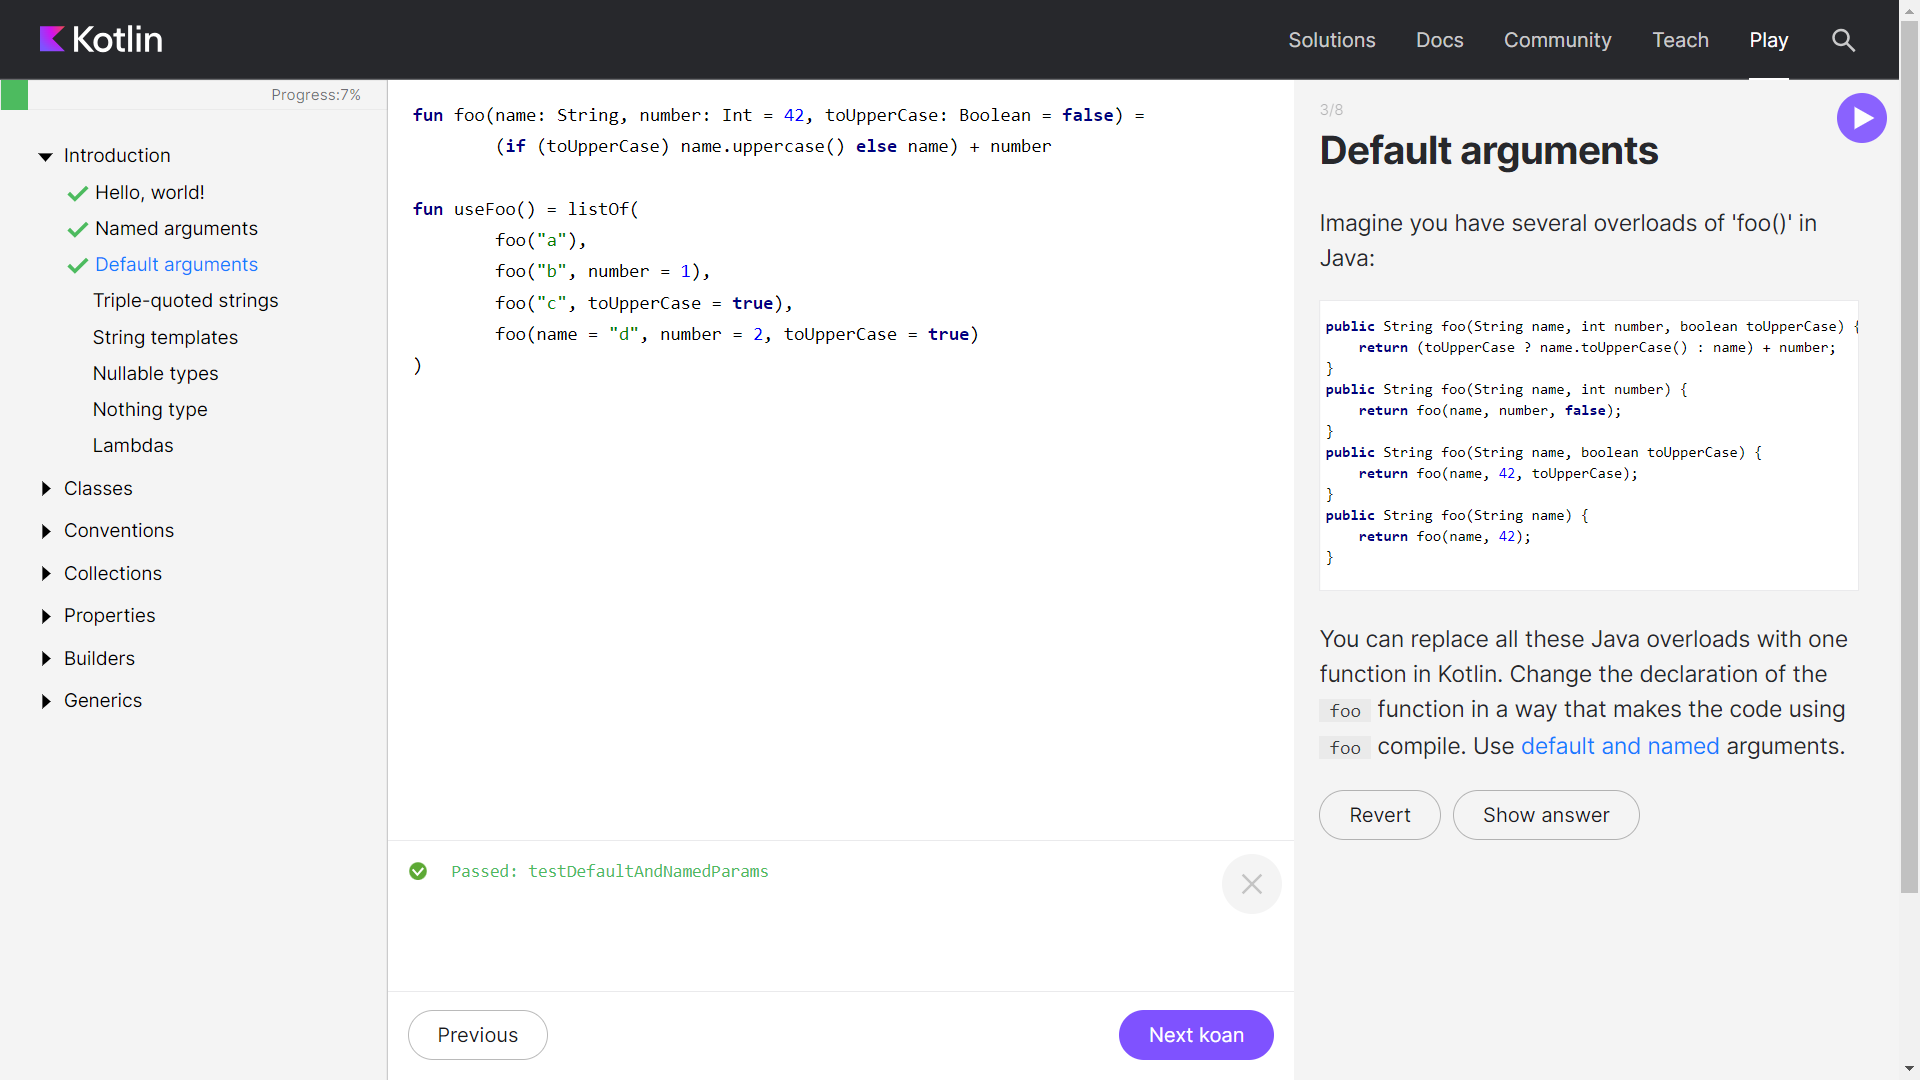 Kotlin
Solutions
Docs
Community
Teach
Play
Progress:7%
Introduction
Hello, world!
Named arguments
Default arguments
Triple-quoted strings
String templates
Nullable types
Nothing type
Lambdas
Classes
Conventions
Collections
Properties
Builders
Generics
fun foo(name: String, number: Int = 42, toUpperCase: Boolean = false) =
        (if (toUpperCase) name.uppercase() else name) + number
fun useFoo() = listOf(
        foo("a"),
        foo("b", number = 1),
        foo("c", toUpperCase = true),
        foo(name = "d", number = 2, toUpperCase = true)
)
Passed: testDefaultAndNamedParams
Previous
Next koan
3/8
Default arguments
Imagine you have several overloads of 'foo()' in
Java:
public String foo(String name, int number, boolean toUpperCase) {
    return (toUpperCase ? name.toUpperCase() : name) + number;
}
public String foo(String name, int number) {
    return foo(name, number, false);
}
public String foo(String name, boolean toUpperCase) {
    return foo(name, 42, toUpperCase);
}
public String foo(String name) {
    return foo(name, 42);
}
You can replace all these Java overloads with one
function in Kotlin. Change the declaration of the
foo function in a way that makes the code using
foo compile. Use default and named arguments.
Revert
Show answer